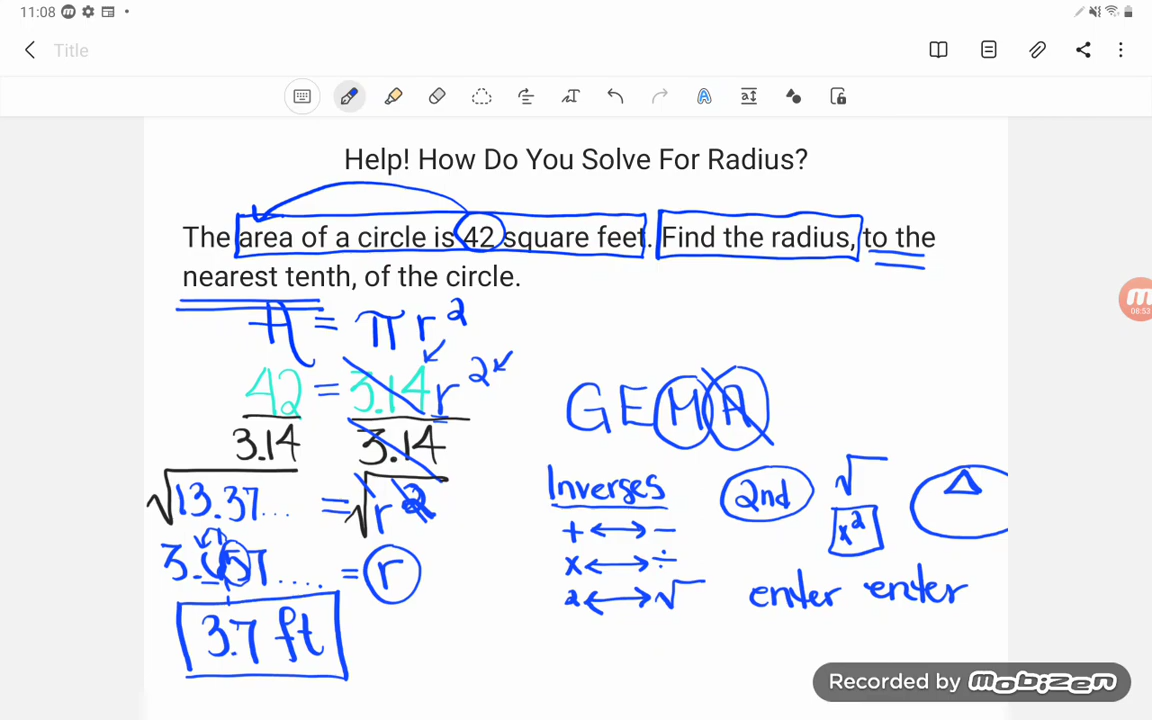 11:08
Title
Help! How Do You Solve For Radius?
The area of a circle is 42 square feet. Find the radius, to the
nearest tenth, of the circle.
A = πr²
42 = 3.14r²
3.14 3.14
√13.37... = √r²
3.657.... = r
3.7 ft
GEMA
Inverses
+ ↔ −
x ↔ ÷
2 ↔ √
2nd √ Δ
x²
enter enter
08:53
Recorded by mobizen